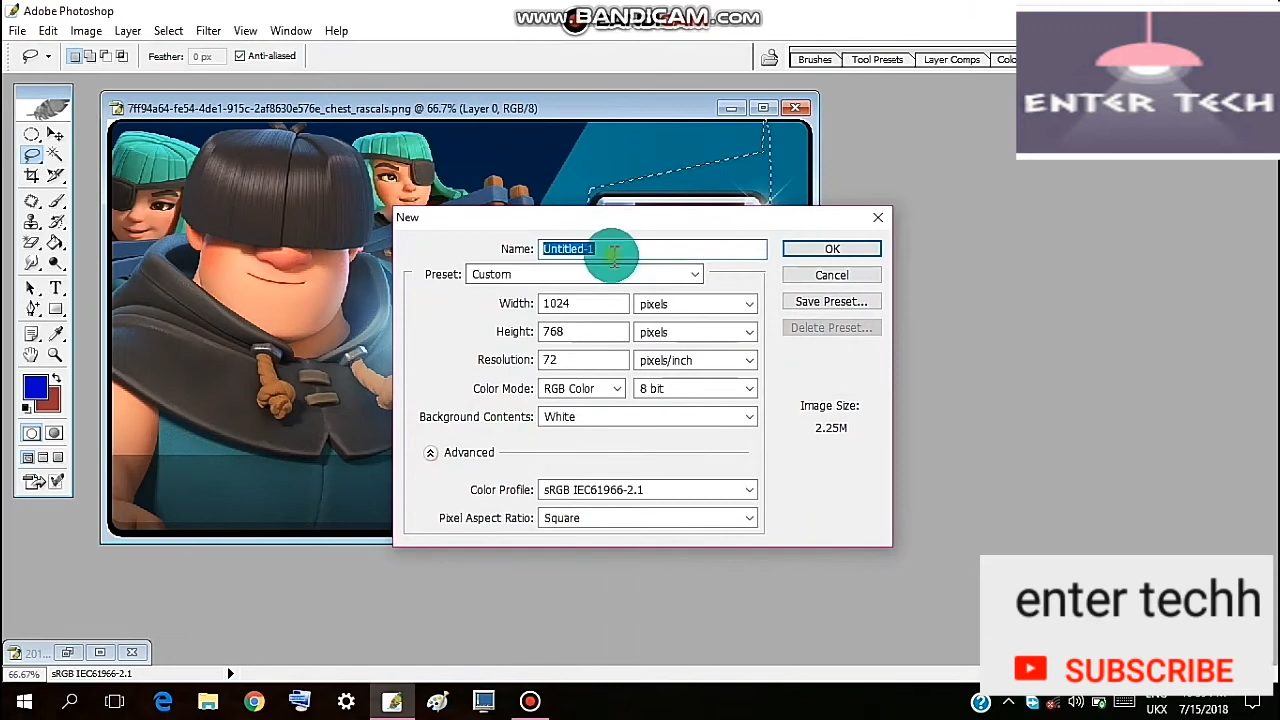 Adobe Photoshop
www.BANDICAM.com
File Edit Image Layer Select Filter View Window Help
Feather: 0 px Anti-aliased
Brushes Tool Presets Layer Comps
ENTER TECH
7ff94a64-fe54-4de1-915c-2af8630e576e_chest_rascals.png @ 66.7% (Layer 0, RGB/8)
New
Name: Untitled-1 OK
Preset: Custom Cancel
Width: 1024 pixels Save Preset...
Height: 768 pixels Delete Preset...
Resolution: 72 pixels/inch
Color Mode: RGB Color 8 bit
Background Contents: White
Image Size:
2.25M
Advanced
Color Profile: sRGB IEC61966-2.1
Pixel Aspect Ratio: Square
enter techh
SUBSCRIBE
201...
66.67% sRGB IEC61966-2.1
UKX 7/15/2018